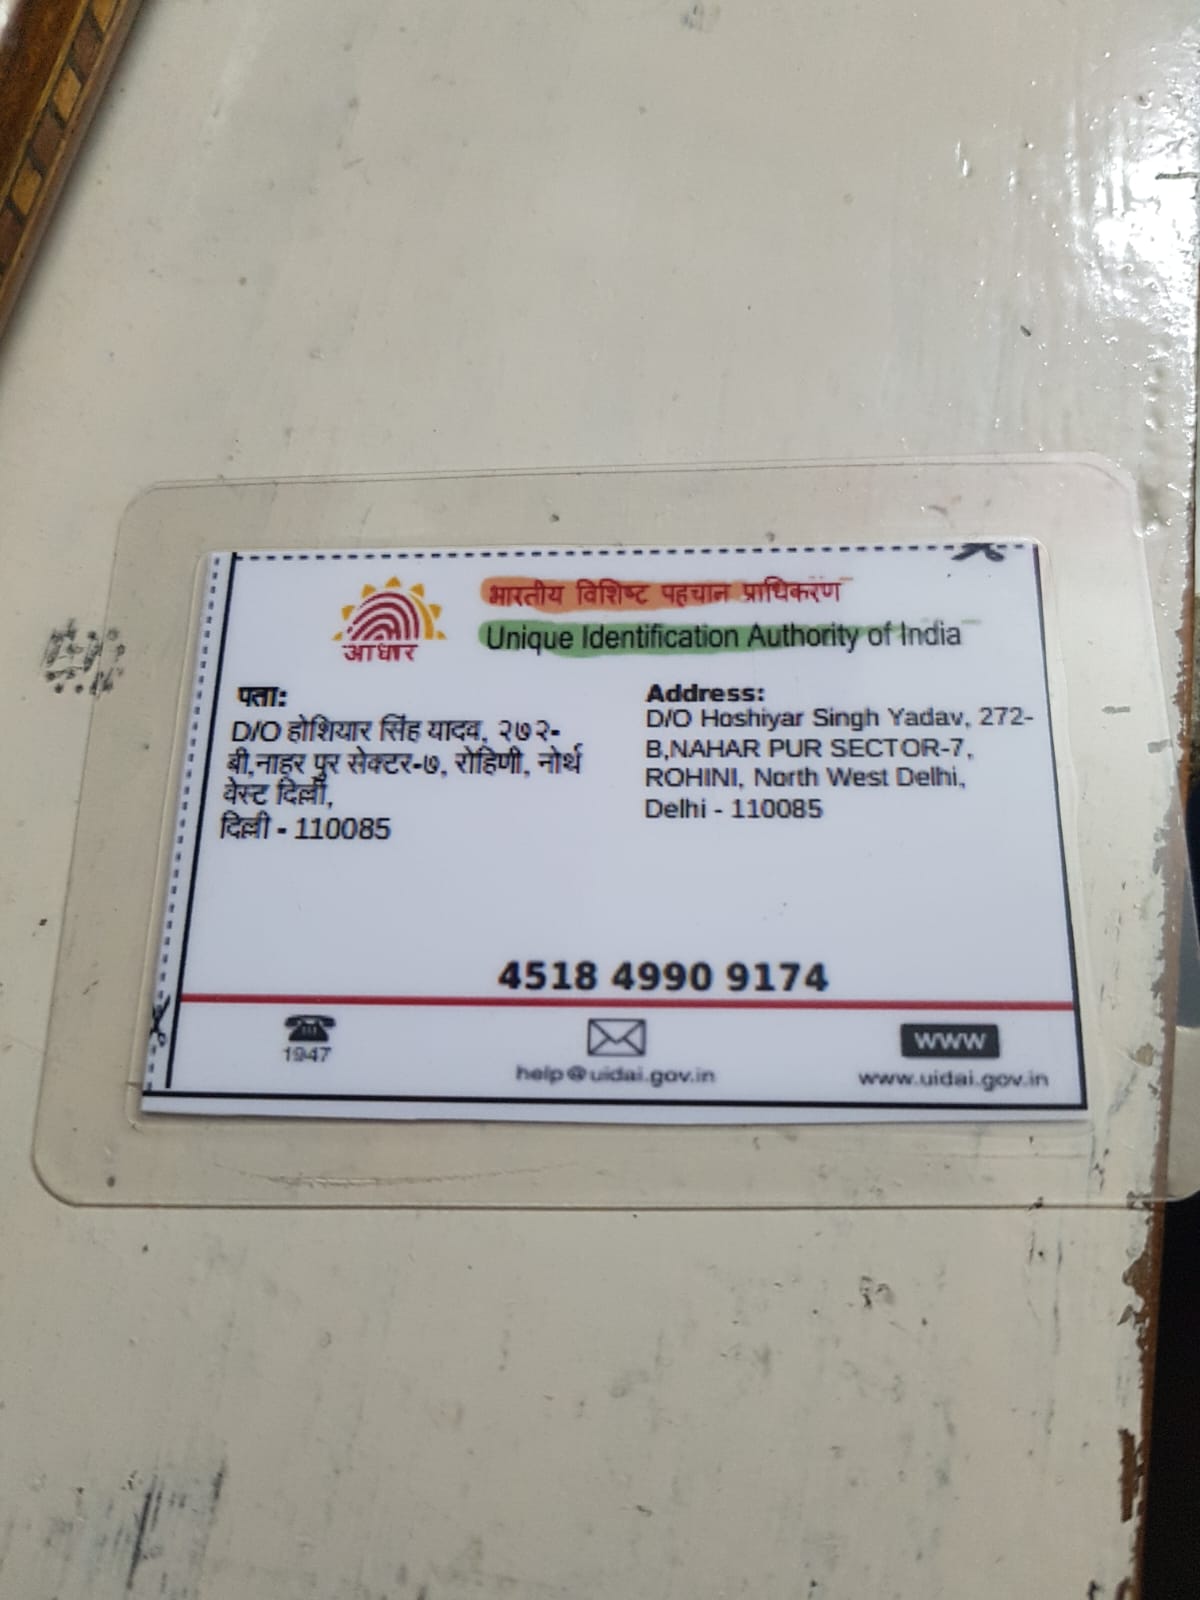 भारतीय विशिष्ट पहचान प्राधिकरण
Unique Identification Authority of India
आधार
पता:
D/O होशियार सिंह यादव, २७२-
बी,नाहर पुर सेक्टर-७, रोहिणी, नोर्थ
वेस्ट दिल्ली,
दिल्ली - 110085
Address:
D/O Hoshiyar Singh Yadav, 272-
B,NAHAR PUR SECTOR-7,
ROHINI, North West Delhi,
Delhi - 110085
4518 4990 9174
1947
help@uidai.gov.in
WWW
www.uidai.gov.in